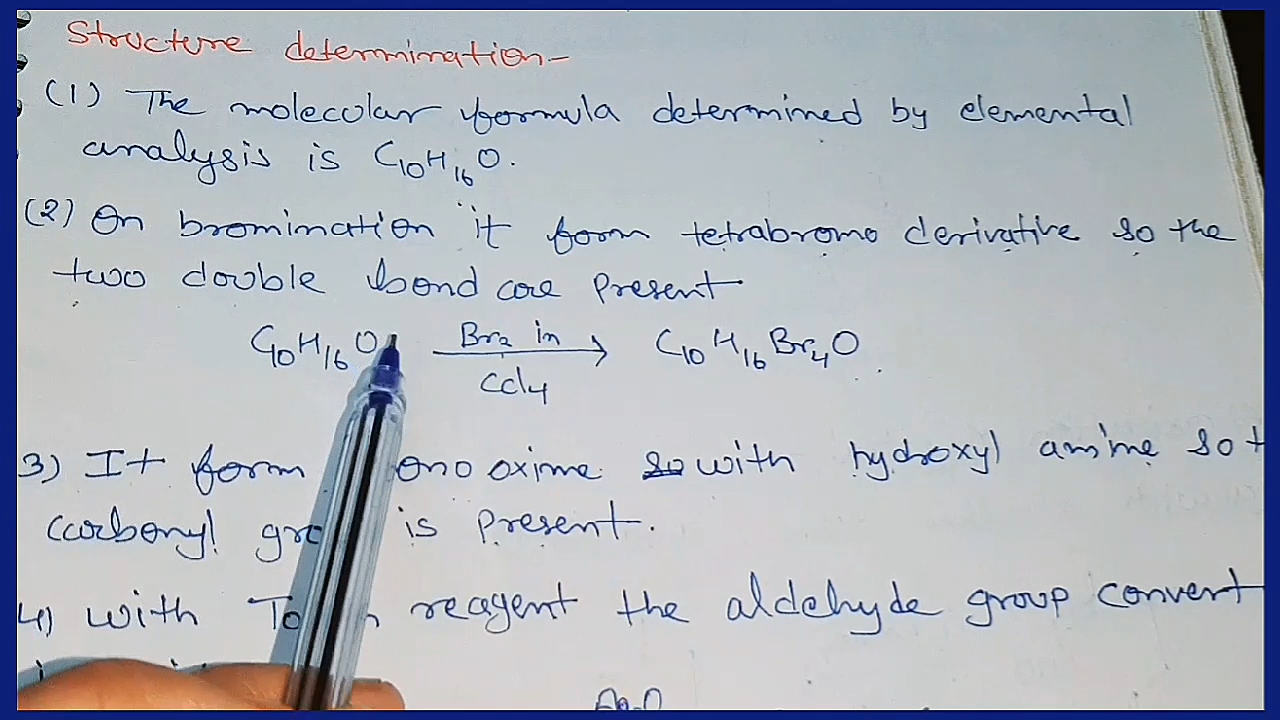 Structure determination-
(1) The molecular formula determined by elemental
analysis is C10H16O.
(2) On bromination it form tetrabromo derivative so the
two double bond are present
C10H16O Br2 in CCl4 → C10H16Br4O
3) It form ono oxime with hydroxyl amine so
carbonyl is present.
4) with reagent the aldehyde group convert